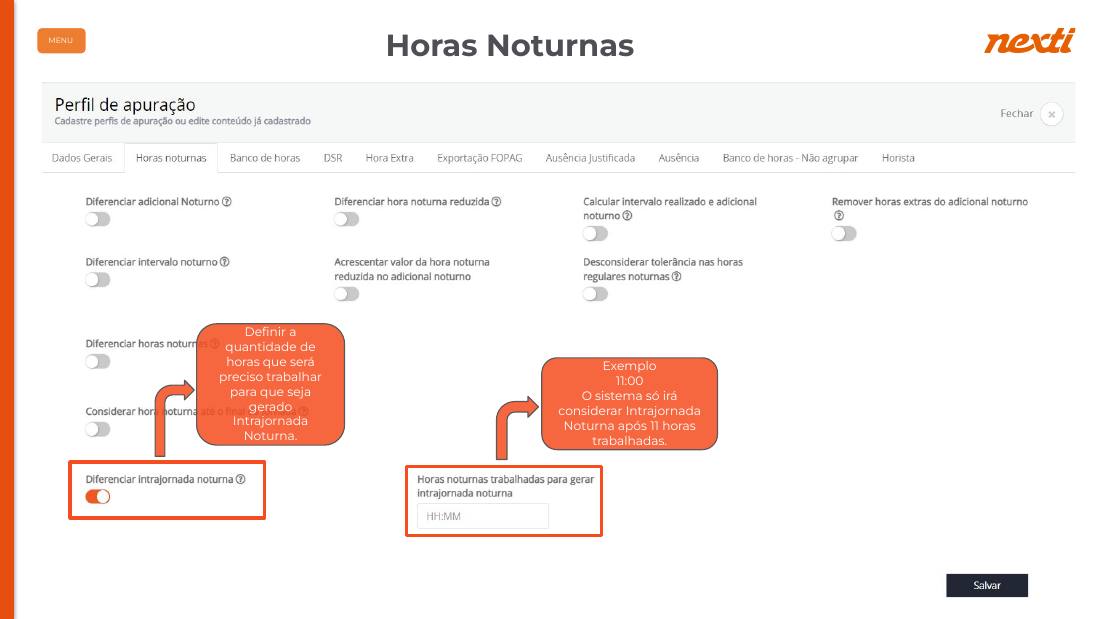 MENU
Horas Noturnas
nexti
Perfil de apuração
Cadastre perfis de apuração ou edite conteúdo já cadastrado
Fechar
Dados Gerais
Horas noturnas
Banco de horas
DSR
Hora Extra
Exportação FOPAG
Ausência Justificada
Ausência
Banco de horas - Não agrupar
Horista
Diferenciar adicional Noturno
Diferenciar hora noturna reduzida
Calcular intervalo realizado e adicional
noturno
Remover horas extras do adicional noturno
Diferenciar intervalo noturno
Acrescentar valor da hora noturna
reduzida no adicional noturno
Desconsiderar tolerância nas horas
regulares noturnas
Diferenciar horas noturnas
Definir a
quantidade de
horas que será
preciso trabalhar
para que seja
gerado
Intrajornada
Noturna.
Exemplo
11:00
O sistema só irá
considerar Intrajornada
Noturna após 11 horas
trabalhadas.
Considerar hora noturna até o final
Diferenciar intrajornada noturna
Horas noturnas trabalhadas para gerar
intrajornada noturna
HH:MM
Salvar